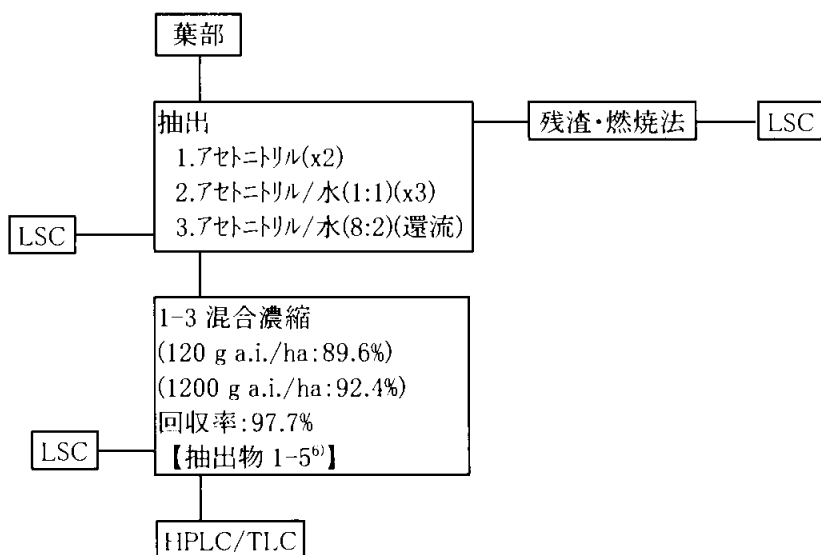 葉部
抽出
1.アセトニトリル(x2)
2.アセトニトリル/水(1:1)(x3)
3.アセトニトリル/水(8:2)(還流)
残渣・燃焼法
LSC
LSC
1-3 混合濃縮
(120 g a.i./ha:89.6%)
(1200 g a.i./ha:92.4%)
回収率:97.7%
【抽出物 1-5⁶⁾】
LSC
HPLC/TLC